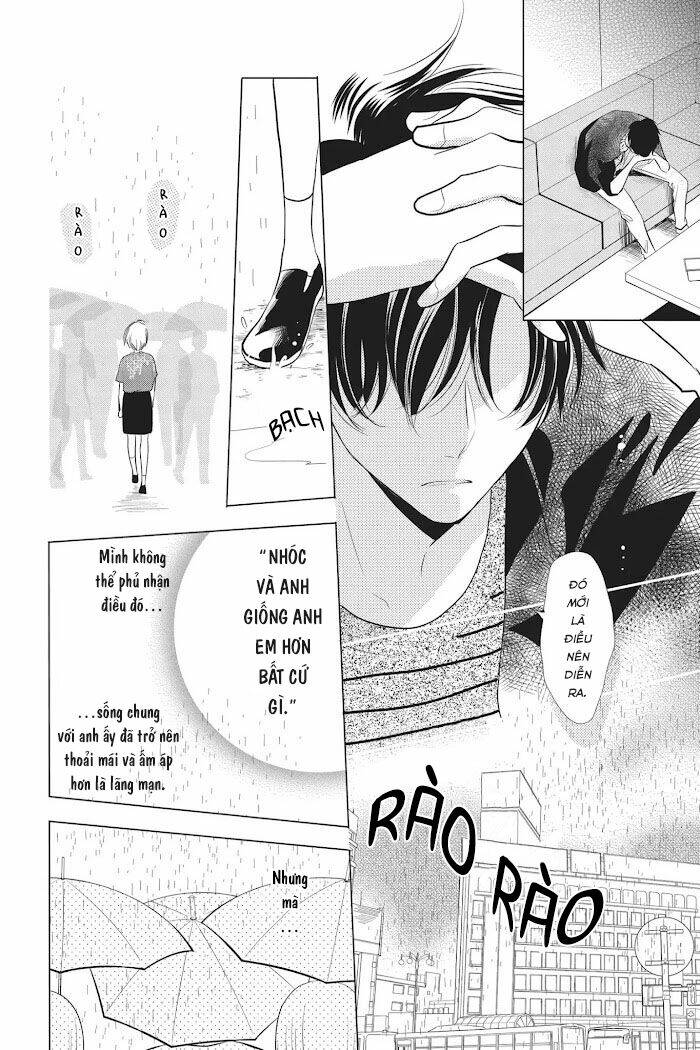 ĐÓ
MỚI
LÀ
ĐIỀU
NÊN
DIỄN
RA.
RÀO RÀO
BẠCH
RÀO
RÀO
“NHÓC
VÀ ANH
GIỐNG ANH
EM HƠN
BẤT CỨ
GÌ.”
Mình không
thể phủ nhận
điều đó...
...sống chung
với anh ấy đã trở nên
thoải mái và ấm áp
hơn là lãng mạn.
Nhưng
mà
...